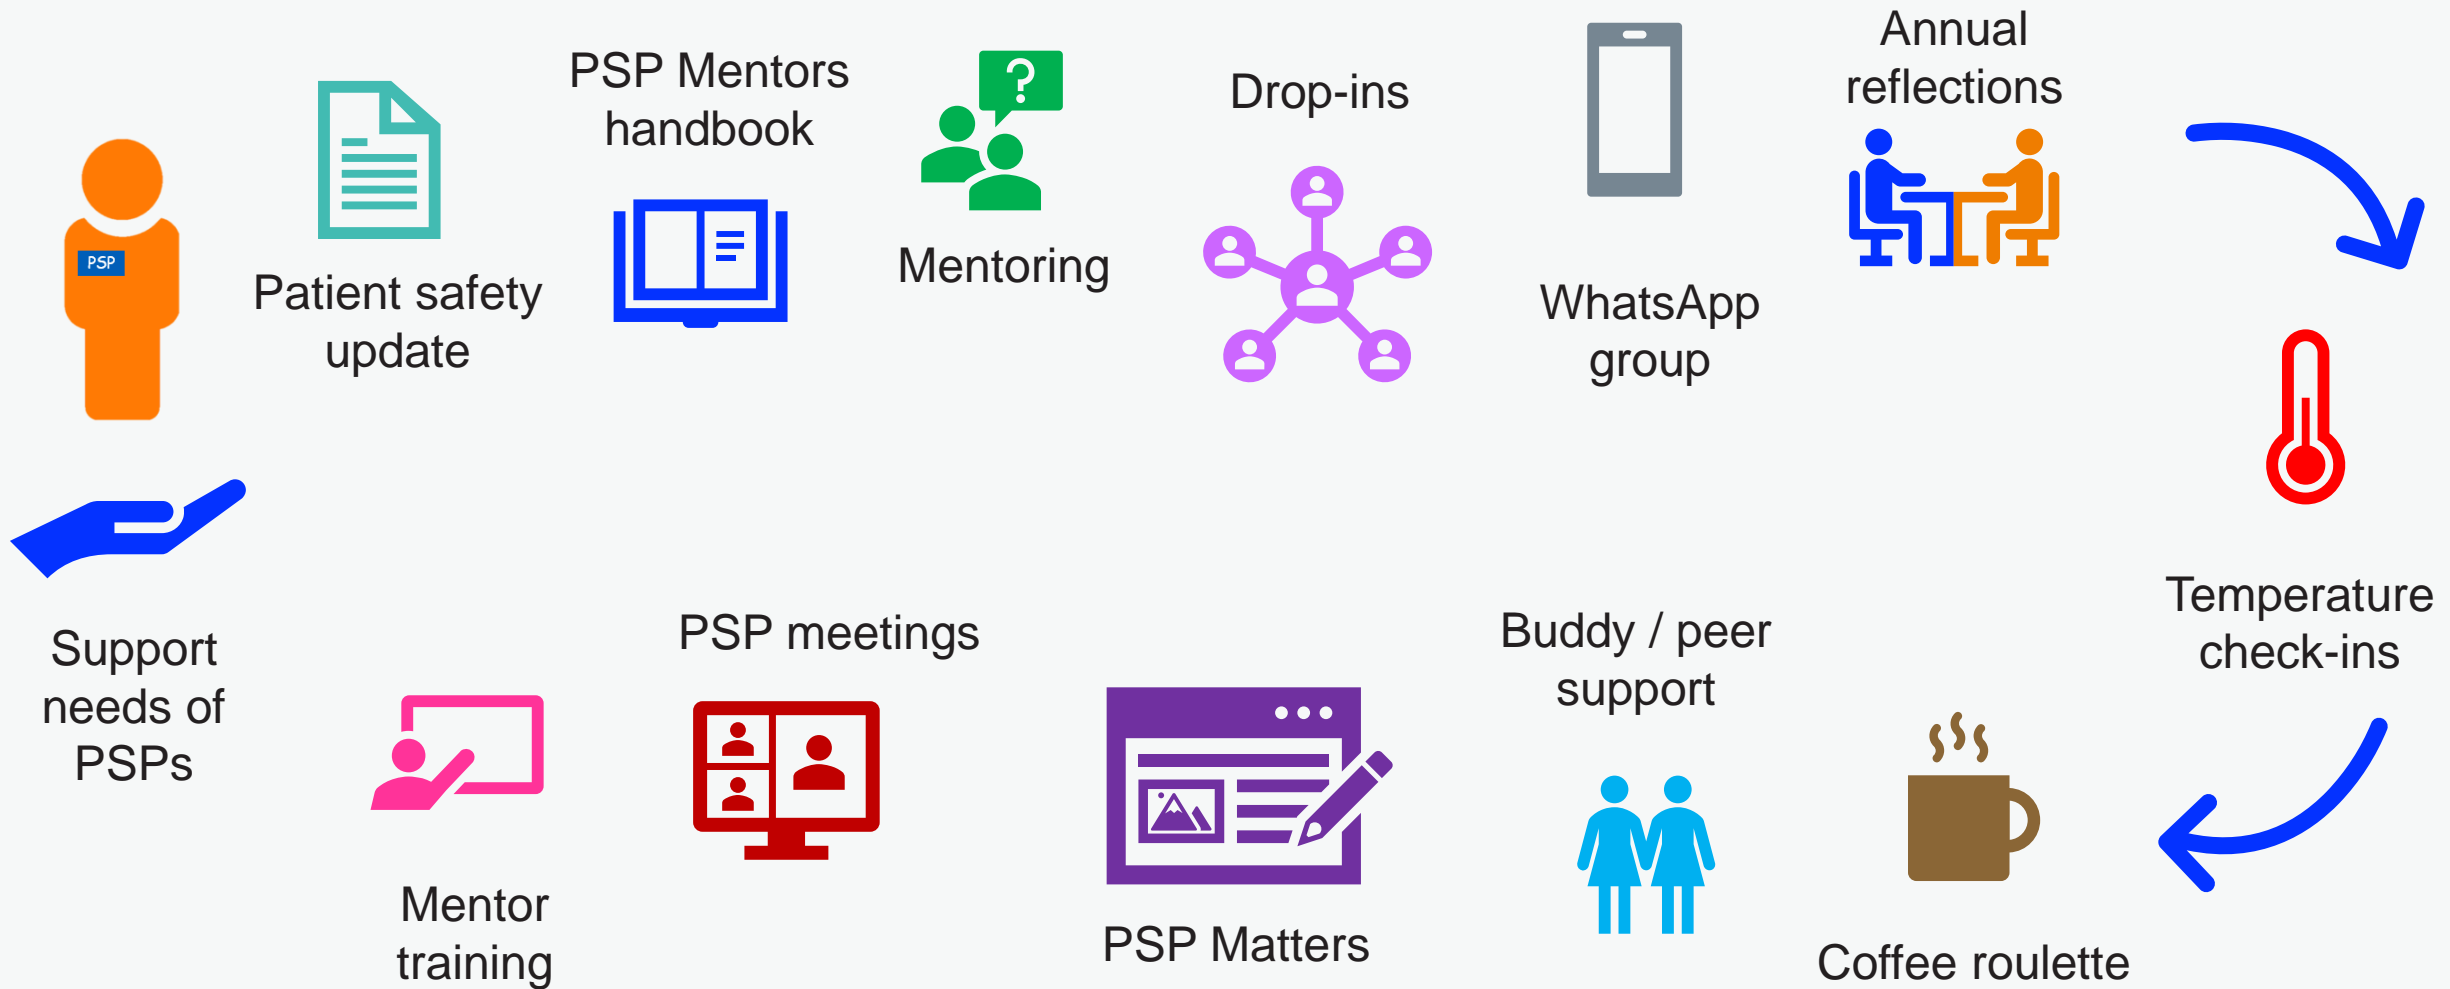 PSP
Patient safety
update
PSP Mentors
handbook
Mentoring
Drop-ins
WhatsApp
group
Annual
reflections
Temperature
check-ins
Coffee roulette
Buddy / peer
support
PSP Matters
PSP meetings
Mentor
training
Support
needs of
PSPs